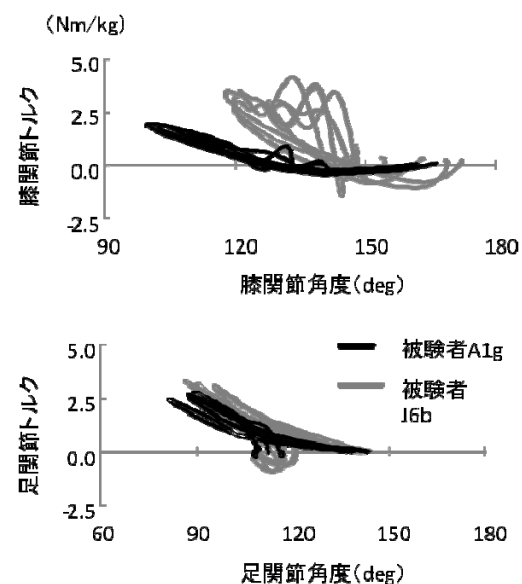 (Nm/kg)
膝関節トルク
5.0
2.5
0.0
-2.5
90 120 150 180
膝関節角度(deg)
足関節トルク
5.0
2.5
0.0
-2.5
60 90 120 150 180
足関節角度(deg)
被験者A1g
被験者
J6b